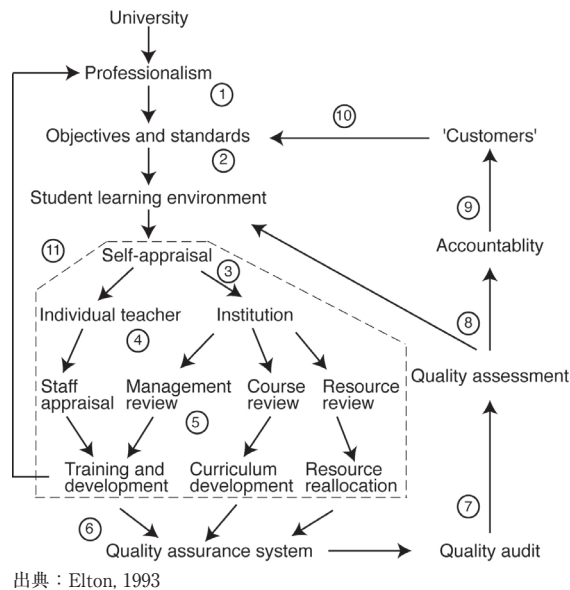 University
Professionalism
1
Objectives and standards
10
'Customers'
2
Student learning environment
9
11
Self-appraisal
Accountablity
3
Individual teacher
Institution
8
4
Quality assessment
Staff
appraisal
Management
review
Course
review
Resource
review
5
Training and
development
Curriculum
development
Resource
reallocation
7
6
Quality assurance system
Quality audit
出典：Elton, 1993